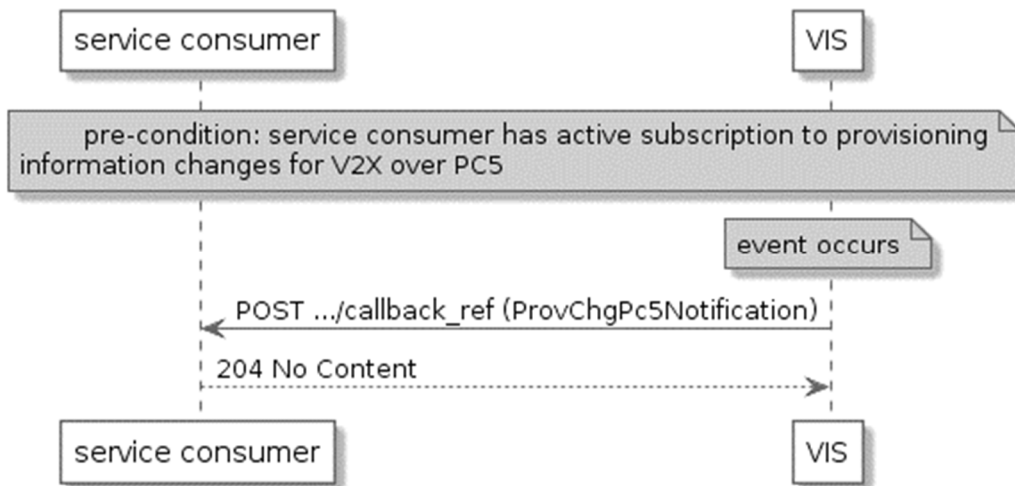 service consumer
VIS
pre-condition: service consumer has active subscription to provisioning
information changes for V2X over PC5
event occurs
POST .../callback_ref (ProvChgPc5Notification)
204 No Content
service consumer
VIS